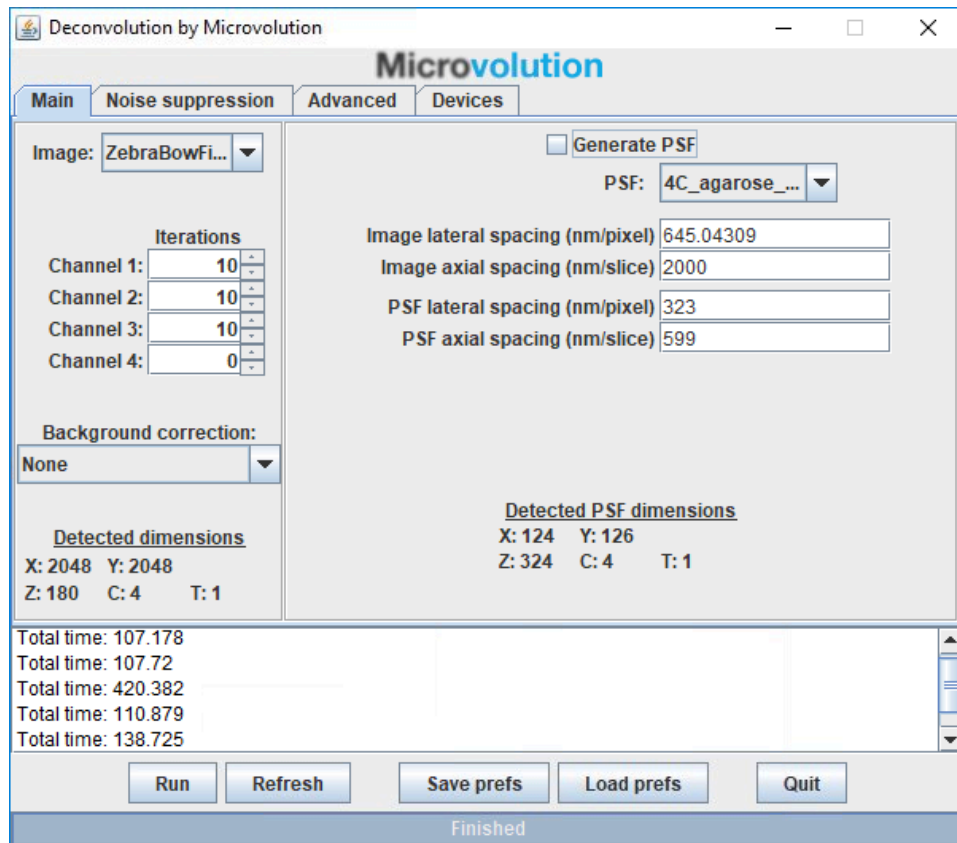 Deconvolution by Microvolution
Microvolution
Main Noise suppression Advanced Devices
Image: ZebraBowFi...
Iterations
Channel 1: 10
Channel 2: 10
Channel 3: 10
Channel 4: 0
Background correction:
None
Detected dimensions
X: 2048 Y: 2048
Z: 180 C: 4 T: 1
Generate PSF
PSF: 4C_agarose_...
Image lateral spacing (nm/pixel) 645.04309
Image axial spacing (nm/slice) 2000
PSF lateral spacing (nm/pixel) 323
PSF axial spacing (nm/slice) 599
Detected PSF dimensions
X: 124 Y: 126
Z: 324 C: 4 T: 1
Total time: 107.178
Total time: 107.72
Total time: 420.382
Total time: 110.879
Total time: 138.725
Run Refresh Save prefs Load prefs Quit
Finished